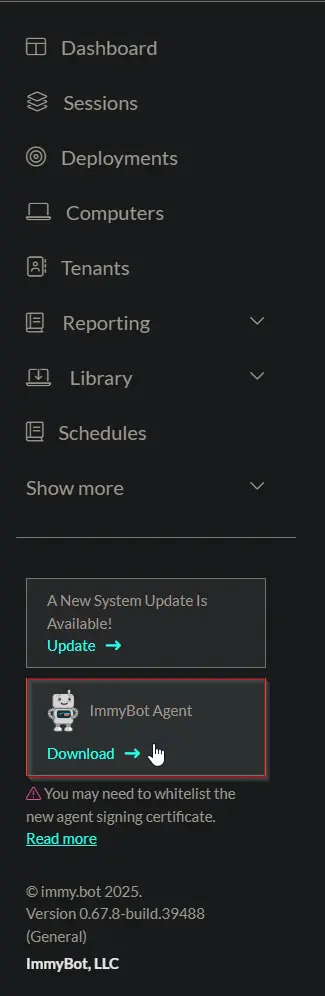 Dashboard
Sessions
Deployments
Computers
Tenants
Reporting
Library
Schedules
Show more
A New System Update Is
Available!
Update
ImmyBot Agent
Download
You may need to whitelist the
new agent signing certificate.
Read more
© immy.bot 2025.
Version 0.67.8-build.39488
(General)
ImmyBot, LLC